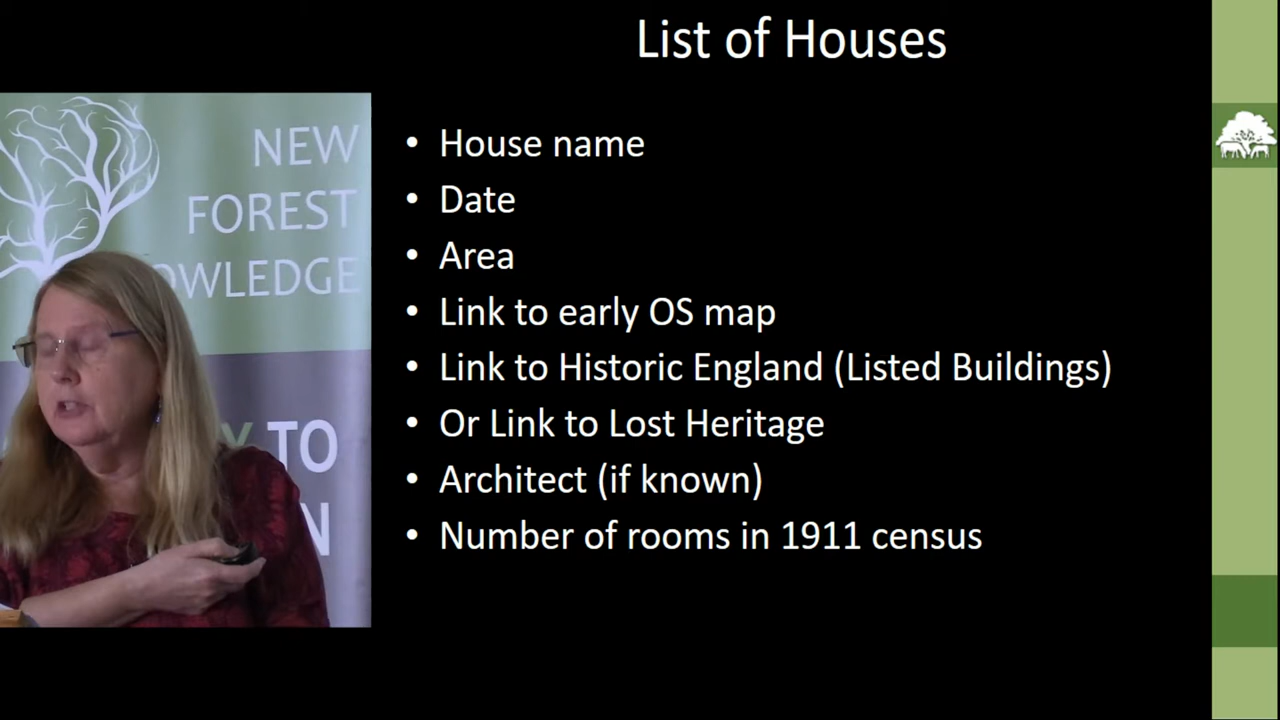 List of Houses
NEW
FOREST
OWLEDGE
TO
N
• House name
• Date
• Area
• Link to early OS map
• Link to Historic England (Listed Buildings)
• Or Link to Lost Heritage
• Architect (if known)
• Number of rooms in 1911 census